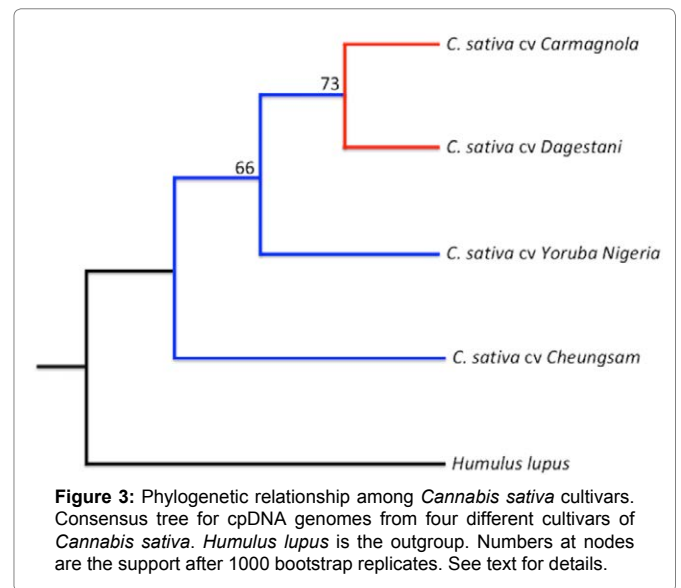 C. sativa cv Carmagnola
73
C. sativa cv Dagestani
66
C. sativa cv Yoruba Nigeria
C. sativa cv Cheungsam
Humulus lupus
Figure 3: Phylogenetic relationship among Cannabis sativa cultivars.
Consensus tree for cpDNA genomes from four different cultivars of
Cannabis sativa. Humulus lupus is the outgroup. Numbers at nodes
are the support after 1000 bootstrap replicates. See text for details.